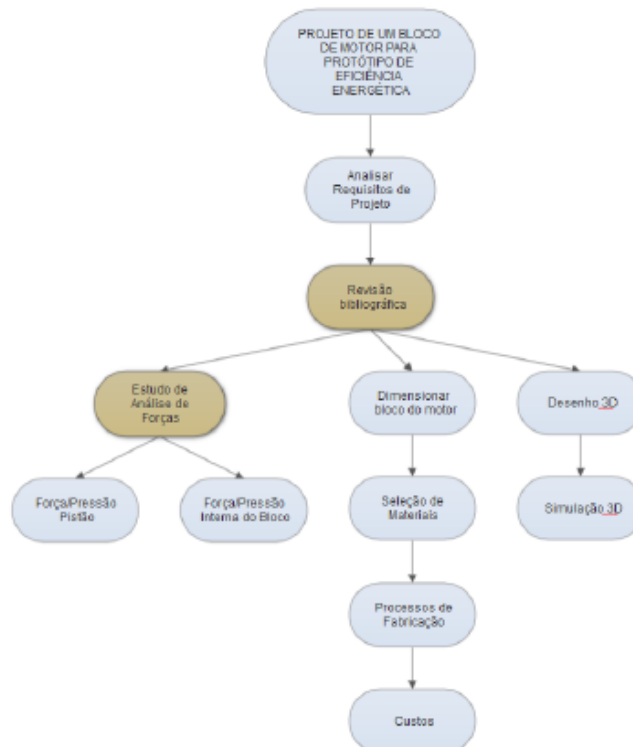 PROJETO DE UM BLOCO
DE MOTOR PARA
PROTÓTIPO DE
EFICIÊNCIA
ENERGÉTICA
Analisar
Requisitos de
Projeto
Revisão
bibliográfica
Estudo de
Análise de
Forças
Dimensionar
bloco do motor
Desenho 3D
Força/Pressão
Pistão
Força/Pressão
Interna do Bloco
Seleção de
Materiais
Simulação 3D
Processos de
Fabricação
Custos